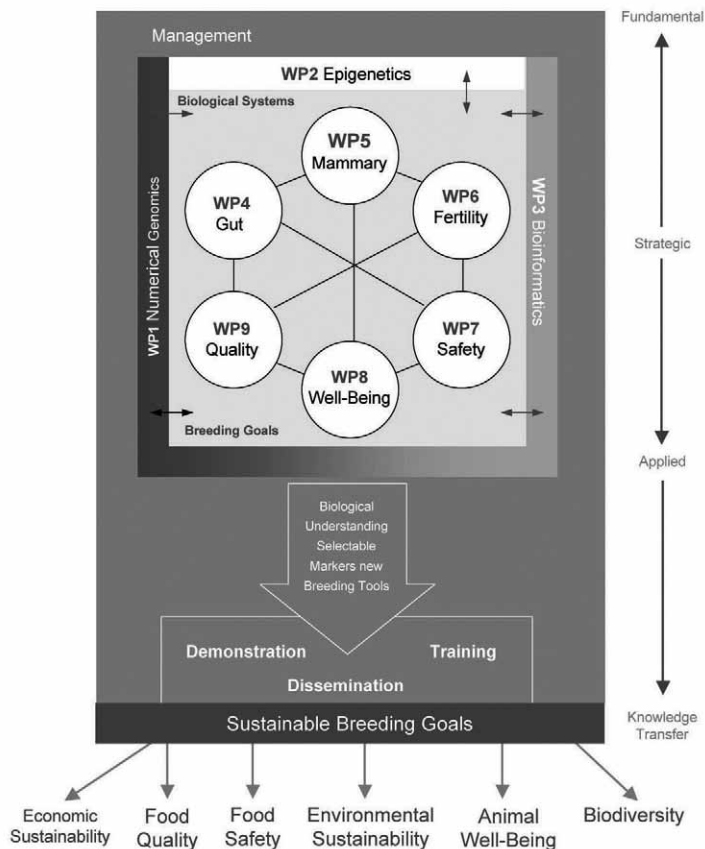 Fundamental
Management
WP2 Epigenetics
Biological Systems
WP5
Mammary
WP4
Gut
WP6
Fertility
WP1 Numerical Genomics
WP3 Bioinformatics
Strategic
WP9
Quality
WP7
Safety
WP8
Well-Being
Breeding Goals
Applied
Biological
Understanding
Selectable
Markers new
Breeding Tools
Demonstration
Training
Dissemination
Sustainable Breeding Goals
Knowledge
Transfer
Economic
Sustainability
Food
Quality
Food
Safety
Environmental
Sustainability
Animal
Well-Being
Biodiversity